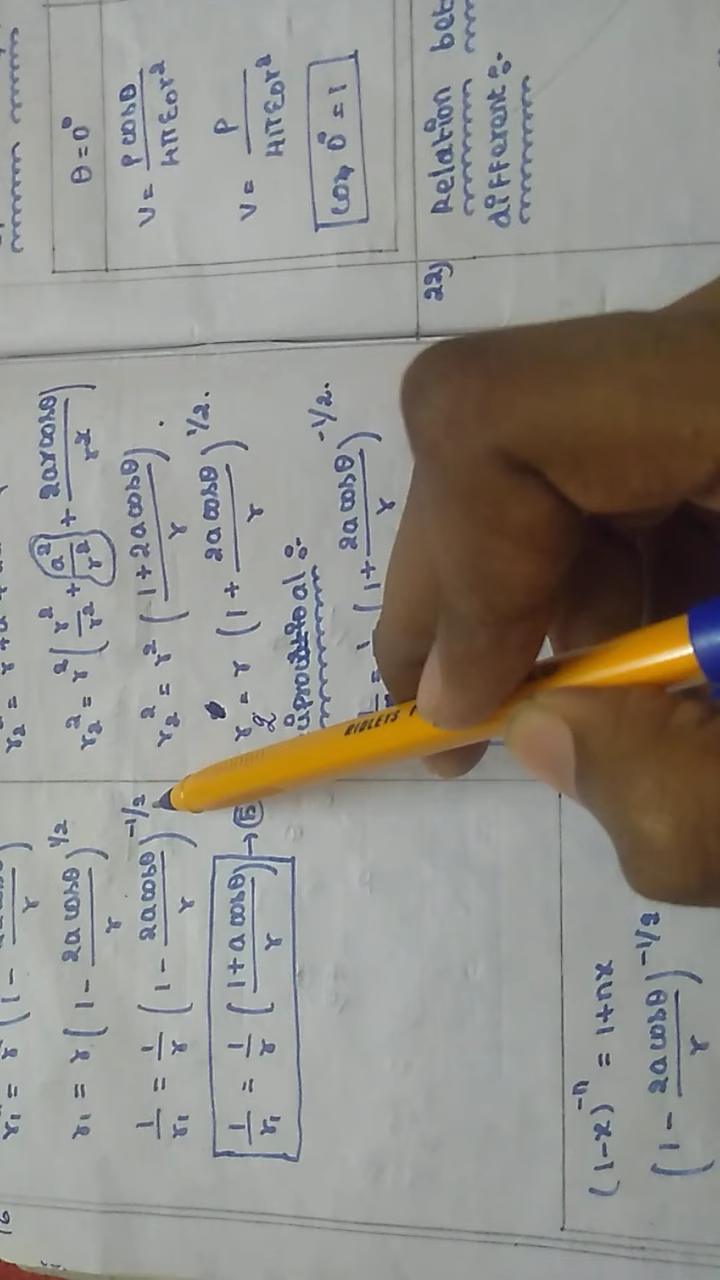 r₁ = r (1 - 2a cosθ / r)^1/2
1/r₁ = 1/r (1 - 2a cosθ / r)^-1/2
1/r₁ = 1/r (1 + a cosθ / r) → ⑤
(1-x)^-n = 1+nx
(1 - 2a cosθ / r)^-1/2
r₂² = r² (r²/r² + a²/r² + 2ar cosθ / r²)
r₂² = r² (1 + 2a cosθ / r).
r₂ = r (1 + 2a cosθ / r)^1/2.
(1 + 2a cosθ / r)^-1/2.
θ = 0°
V = p cosθ / 4πε₀r²
V = p / 4πε₀r²
cos 0° = 1
22) Relation bet
different :-
RIOLETS